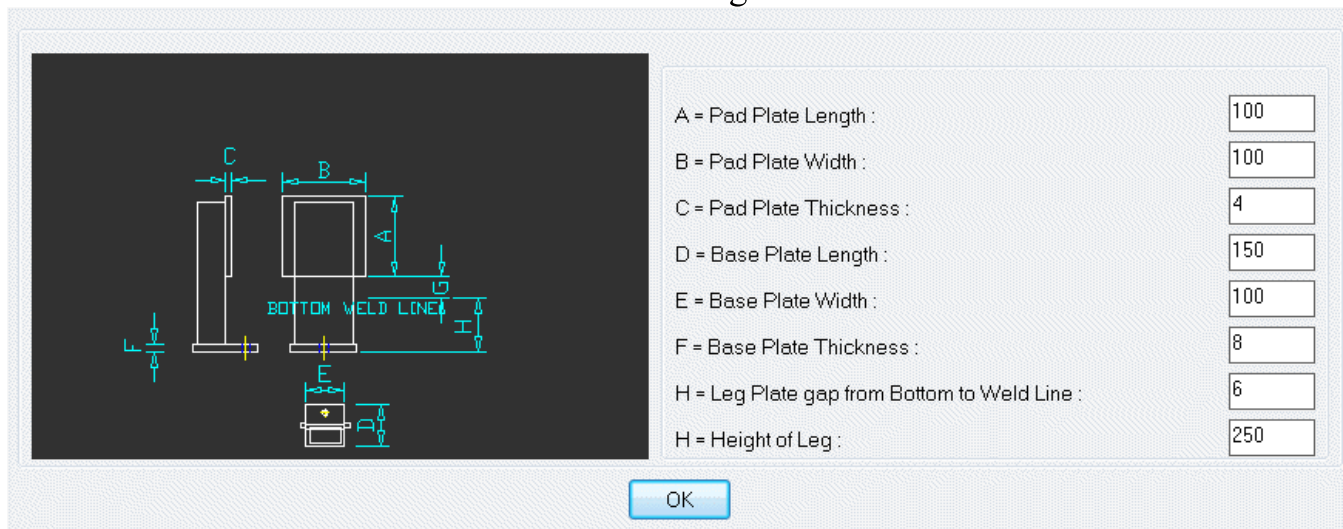 C
B
A
G
BOTTOM WELD LINE
H
F
E
D
A = Pad Plate Length : 100
B = Pad Plate Width : 100
C = Pad Plate Thickness : 4
D = Base Plate Length : 150
E = Base Plate Width : 100
F = Base Plate Thickness : 8
H = Leg Plate gap from Bottom to Weld Line : 6
H = Height of Leg : 250
OK